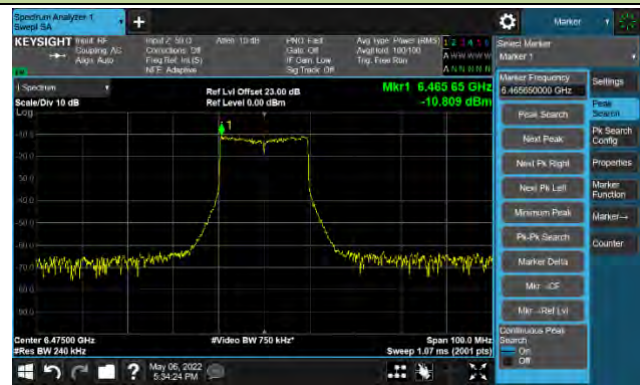 Spectrum Analyzer 1
Swept SA
Marker
KEYSIGHT Input: RF
Coupling: AC
Align: Auto
Input Z: 50 Ω
Corrections: Off
Freq Ref: Int (S)
NFE: Adaptive
Atten: 10 dB
PNO: Fast
Gate: Off
IF Gain: Low
Sig Track: Off
Avg Type: Power (RMS)
Avg|Hold: 100/100
Trig: Free Run
1 2 3 4 5 6
A W W W W W
A N N N N N
Select Marker
Marker 1
1 Spectrum
Scale/Div 10 dB
Log
Ref Lvl Offset 23.00 dB
Ref Level 0.00 dBm
Mkr1 6.465 65 GHz
-10.809 dBm
Marker Frequency
6.465650000 GHz
Settings
Peak Search
Peak
Search
Next Peak
Pk Search
Config
Next Pk Right
Properties
Next Pk Left
Marker
Function
Minimum Peak
Marker→
Pk-Pk Search
Counter
Marker Delta
Mkr→CF
Mkr→Ref Lvl
Continuous Peak
Search
On
Off
1
-10.0
-50.0
-60.0
-70.0
-80.0
-90.0
Center 6.47500 GHz
#Res BW 240 kHz
#Video BW 750 kHz*
Span 100.0 MHz
Sweep 1.07 ms (2001 pts)
May 06, 2022
5:34:24 PM